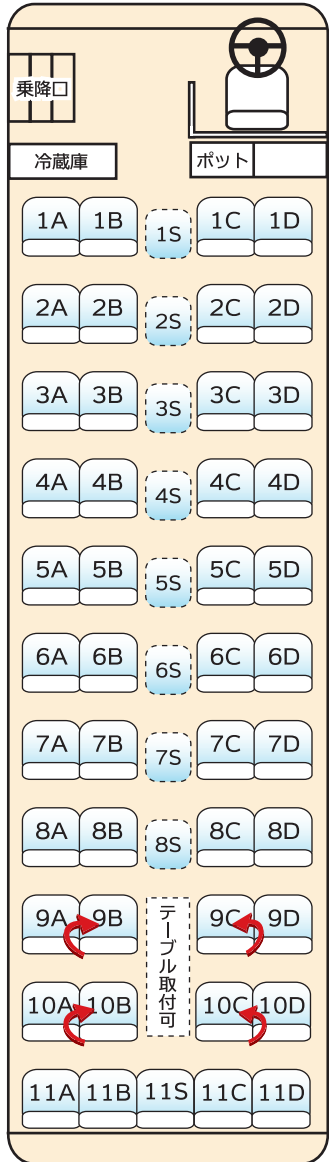 乗降口
冷蔵庫 ポット
1A 1B 1S 1C 1D
2A 2B 2S 2C 2D
3A 3B 3S 3C 3D
4A 4B 4S 4C 4D
5A 5B 5S 5C 5D
6A 6B 6S 6C 6D
7A 7B 7S 7C 7D
8A 8B 8S 8C 8D
9A 9B 9C 9D
テーブル取付可
10A 10B 10C 10D
11A 11B 11S 11C 11D